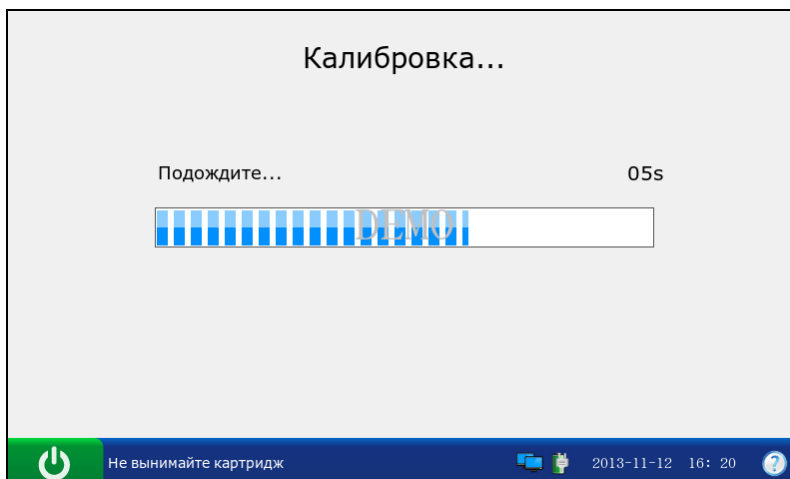 Калибровка...
Подождите... 05s
DEMO
Не вынимайте картридж 2013-11-12 16: 20 ?